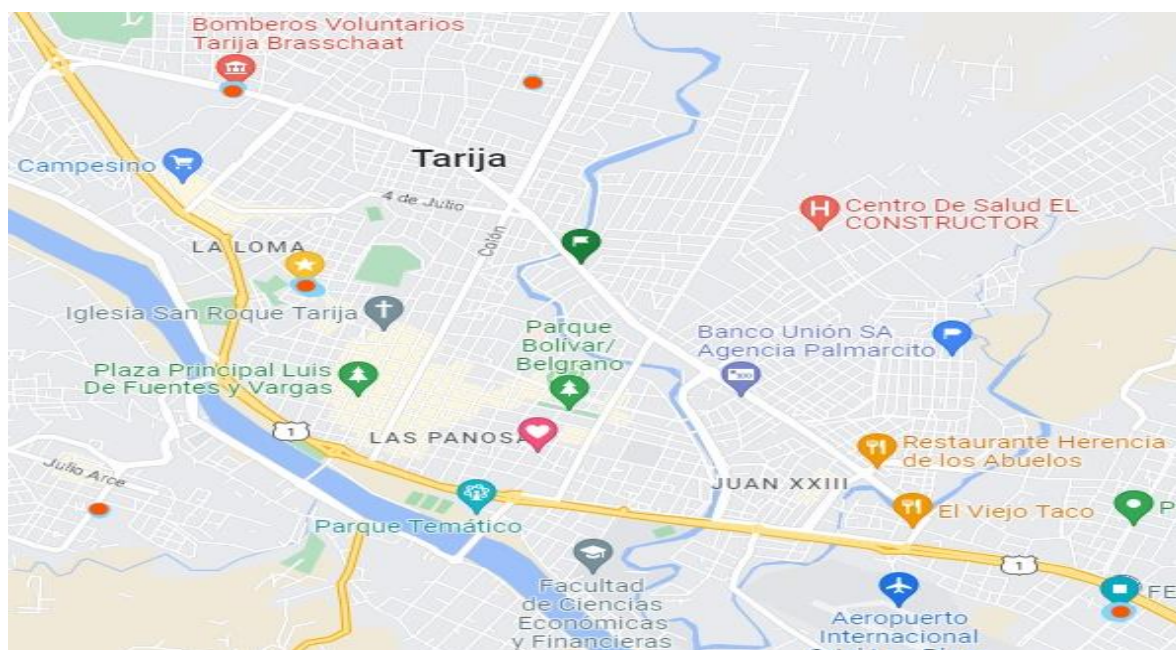 Bomberos Voluntarios
Tarija Brasschaat
Campesino
Tarija
4 de Julio
Colón
Centro De Salud EL
CONSTRUCTOR
LA LOMA
Iglesia San Roque Tarija
Parque
Bolívar/
Belgrano
Banco Unión SA
Agencia Palmarcito
Plaza Principal Luis
De Fuentes y Vargas
1
LAS PANOSA
Restaurante Herencia
de los Abuelos
Julio Arce
JUAN XXIII
El Viejo Taco
P
Parque Temático
1
Facultad
de Ciencias
Económicas
y Financieras
FE
Aeropuerto
Internacional